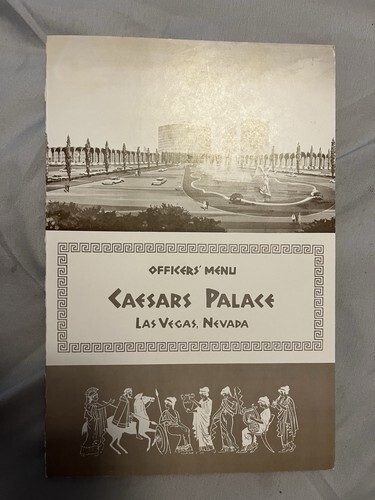 OFFICERS' MENU
CAESARS PALACE
LAS VEGAS, NEVADA